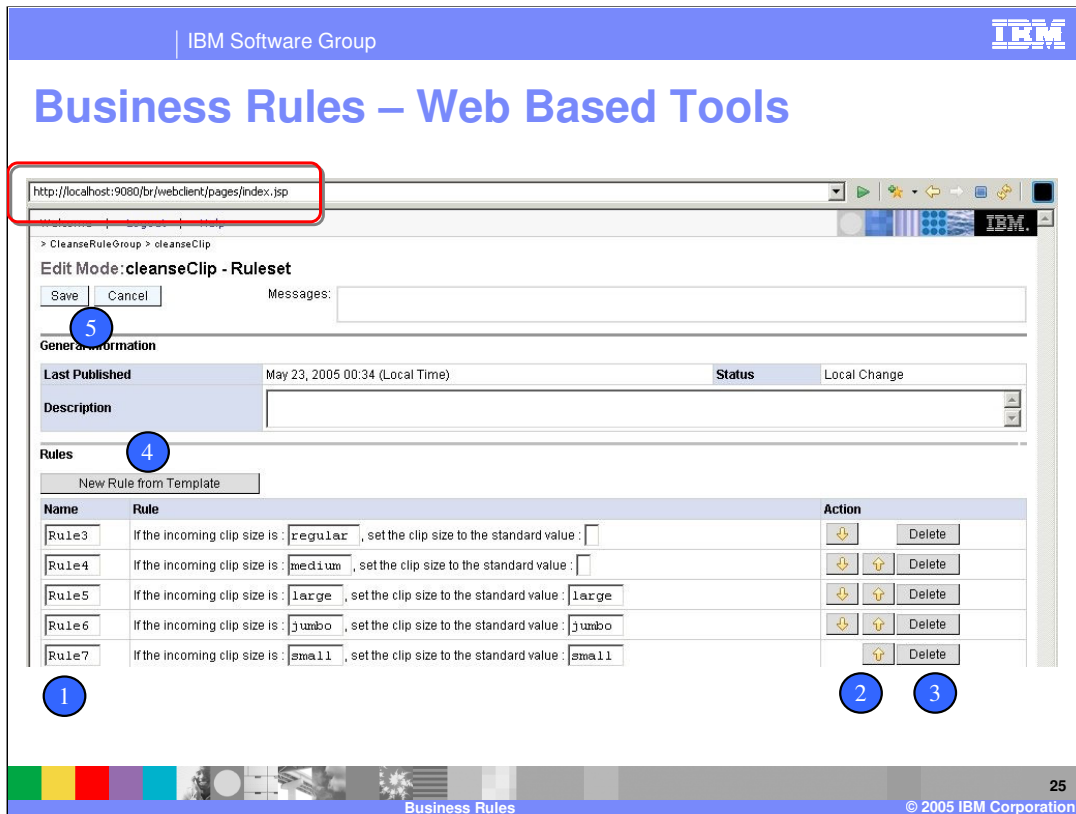 IBM Software Group
IBM
Business Rules – Web Based Tools
http://localhost:9080/br/webclient/pages/index.jsp
IBM.
> CleanseRuleGroup > cleanseClip
Edit Mode:cleanseClip - Ruleset
Save Cancel Messages:
5
General Information
Last Published May 23, 2005 00:34 (Local Time) Status Local Change
Description
Rules 4
New Rule from Template
Name Rule Action
Rule3 If the incoming clip size is : regular , set the clip size to the standard value : Delete
Rule4 If the incoming clip size is : medium , set the clip size to the standard value : Delete
Rule5 If the incoming clip size is : large , set the clip size to the standard value : large Delete
Rule6 If the incoming clip size is : jumbo , set the clip size to the standard value : jumbo Delete
Rule7 If the incoming clip size is : small , set the clip size to the standard value : small Delete
1 2 3
25
Business Rules © 2005 IBM Corporation